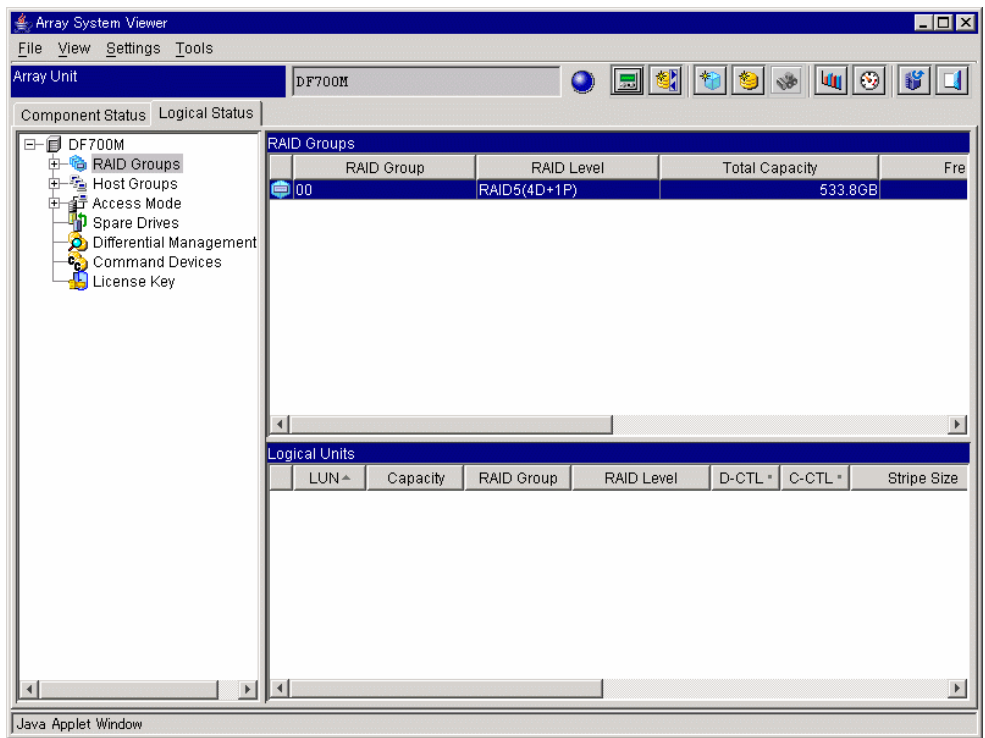 Array System Viewer
File View Settings Tools
Array Unit
DF700M
Component Status Logical Status
DF700M
RAID Groups
Host Groups
Access Mode
Spare Drives
Differential Management
Command Devices
License Key
RAID Groups
RAID Group RAID Level Total Capacity Fre
00 RAID5(4D+1P) 533.8GB
Logical Units
LUN Capacity RAID Group RAID Level D-CTL C-CTL Stripe Size
Java Applet Window